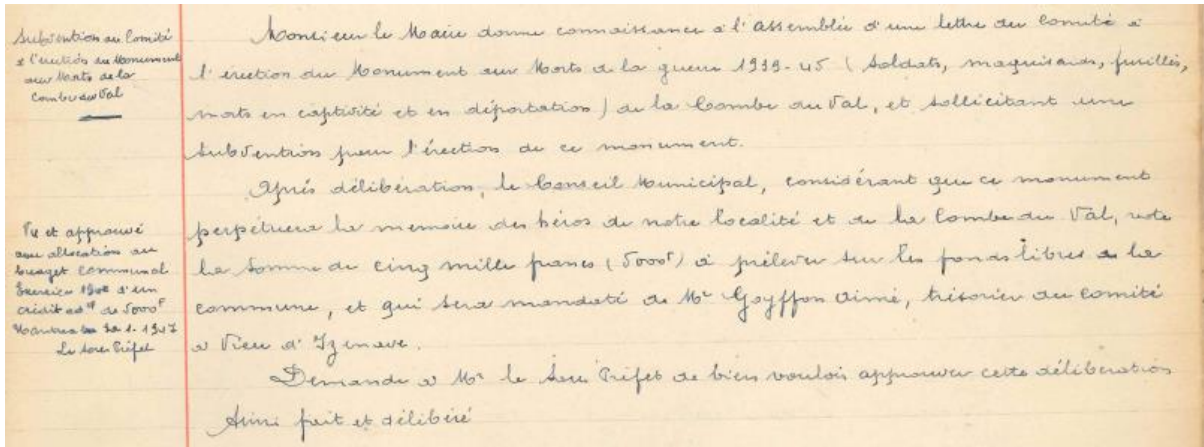 Subvention au Comité
à l'érection du Monument
aux Morts de la
Combe du Val
Monsieur le Maire donne connaissance à l'assemblée d'une lettre du Comité à
l'érection du Monument aux Morts de la guerre 1939-45 (soldats, maquisards, fusillés,
morts en captivité et en déportation) de la Combe du Val, et sollicitant une
subvention pour l'érection de ce monument.
Après délibération, le Conseil Municipal, considérant que ce monument
perpétuera la mémoire des héros de notre localité et de la Combe du Val, vote
la somme de cinq mille francs (5000f) à prélever sur les fonds libres de la
commune, et qui sera mandaté à Mr Goyffon Aimé, trésorier du Comité
à Vieu d'Izenave.
Demande à Mr le Sous Préfet de bien vouloir approuver cette délibération
Ainsi fait et délibéré
Vu et approuvé
avec allocation au
budget communal
Exercice d'un
crédit de 5000f
Nantua le 1-1947
Le Sous Préfet